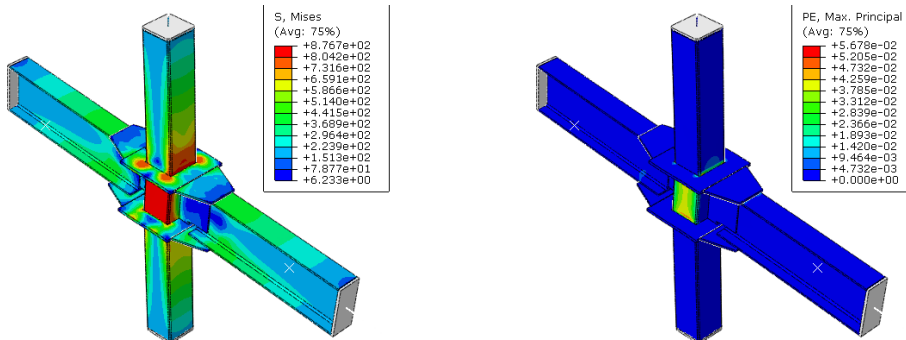 S, Mises
(Avg: 75%)
+8.767e+02
+8.042e+02
+7.316e+02
+6.591e+02
+5.866e+02
+5.140e+02
+4.415e+02
+3.689e+02
+2.964e+02
+2.239e+02
+1.513e+02
+7.877e+01
+6.233e+00
PE, Max. Principal
(Avg: 75%)
+5.678e-02
+5.205e-02
+4.732e-02
+4.259e-02
+3.785e-02
+3.312e-02
+2.839e-02
+2.366e-02
+1.893e-02
+1.420e-02
+9.464e-03
+4.732e-03
+0.000e+00